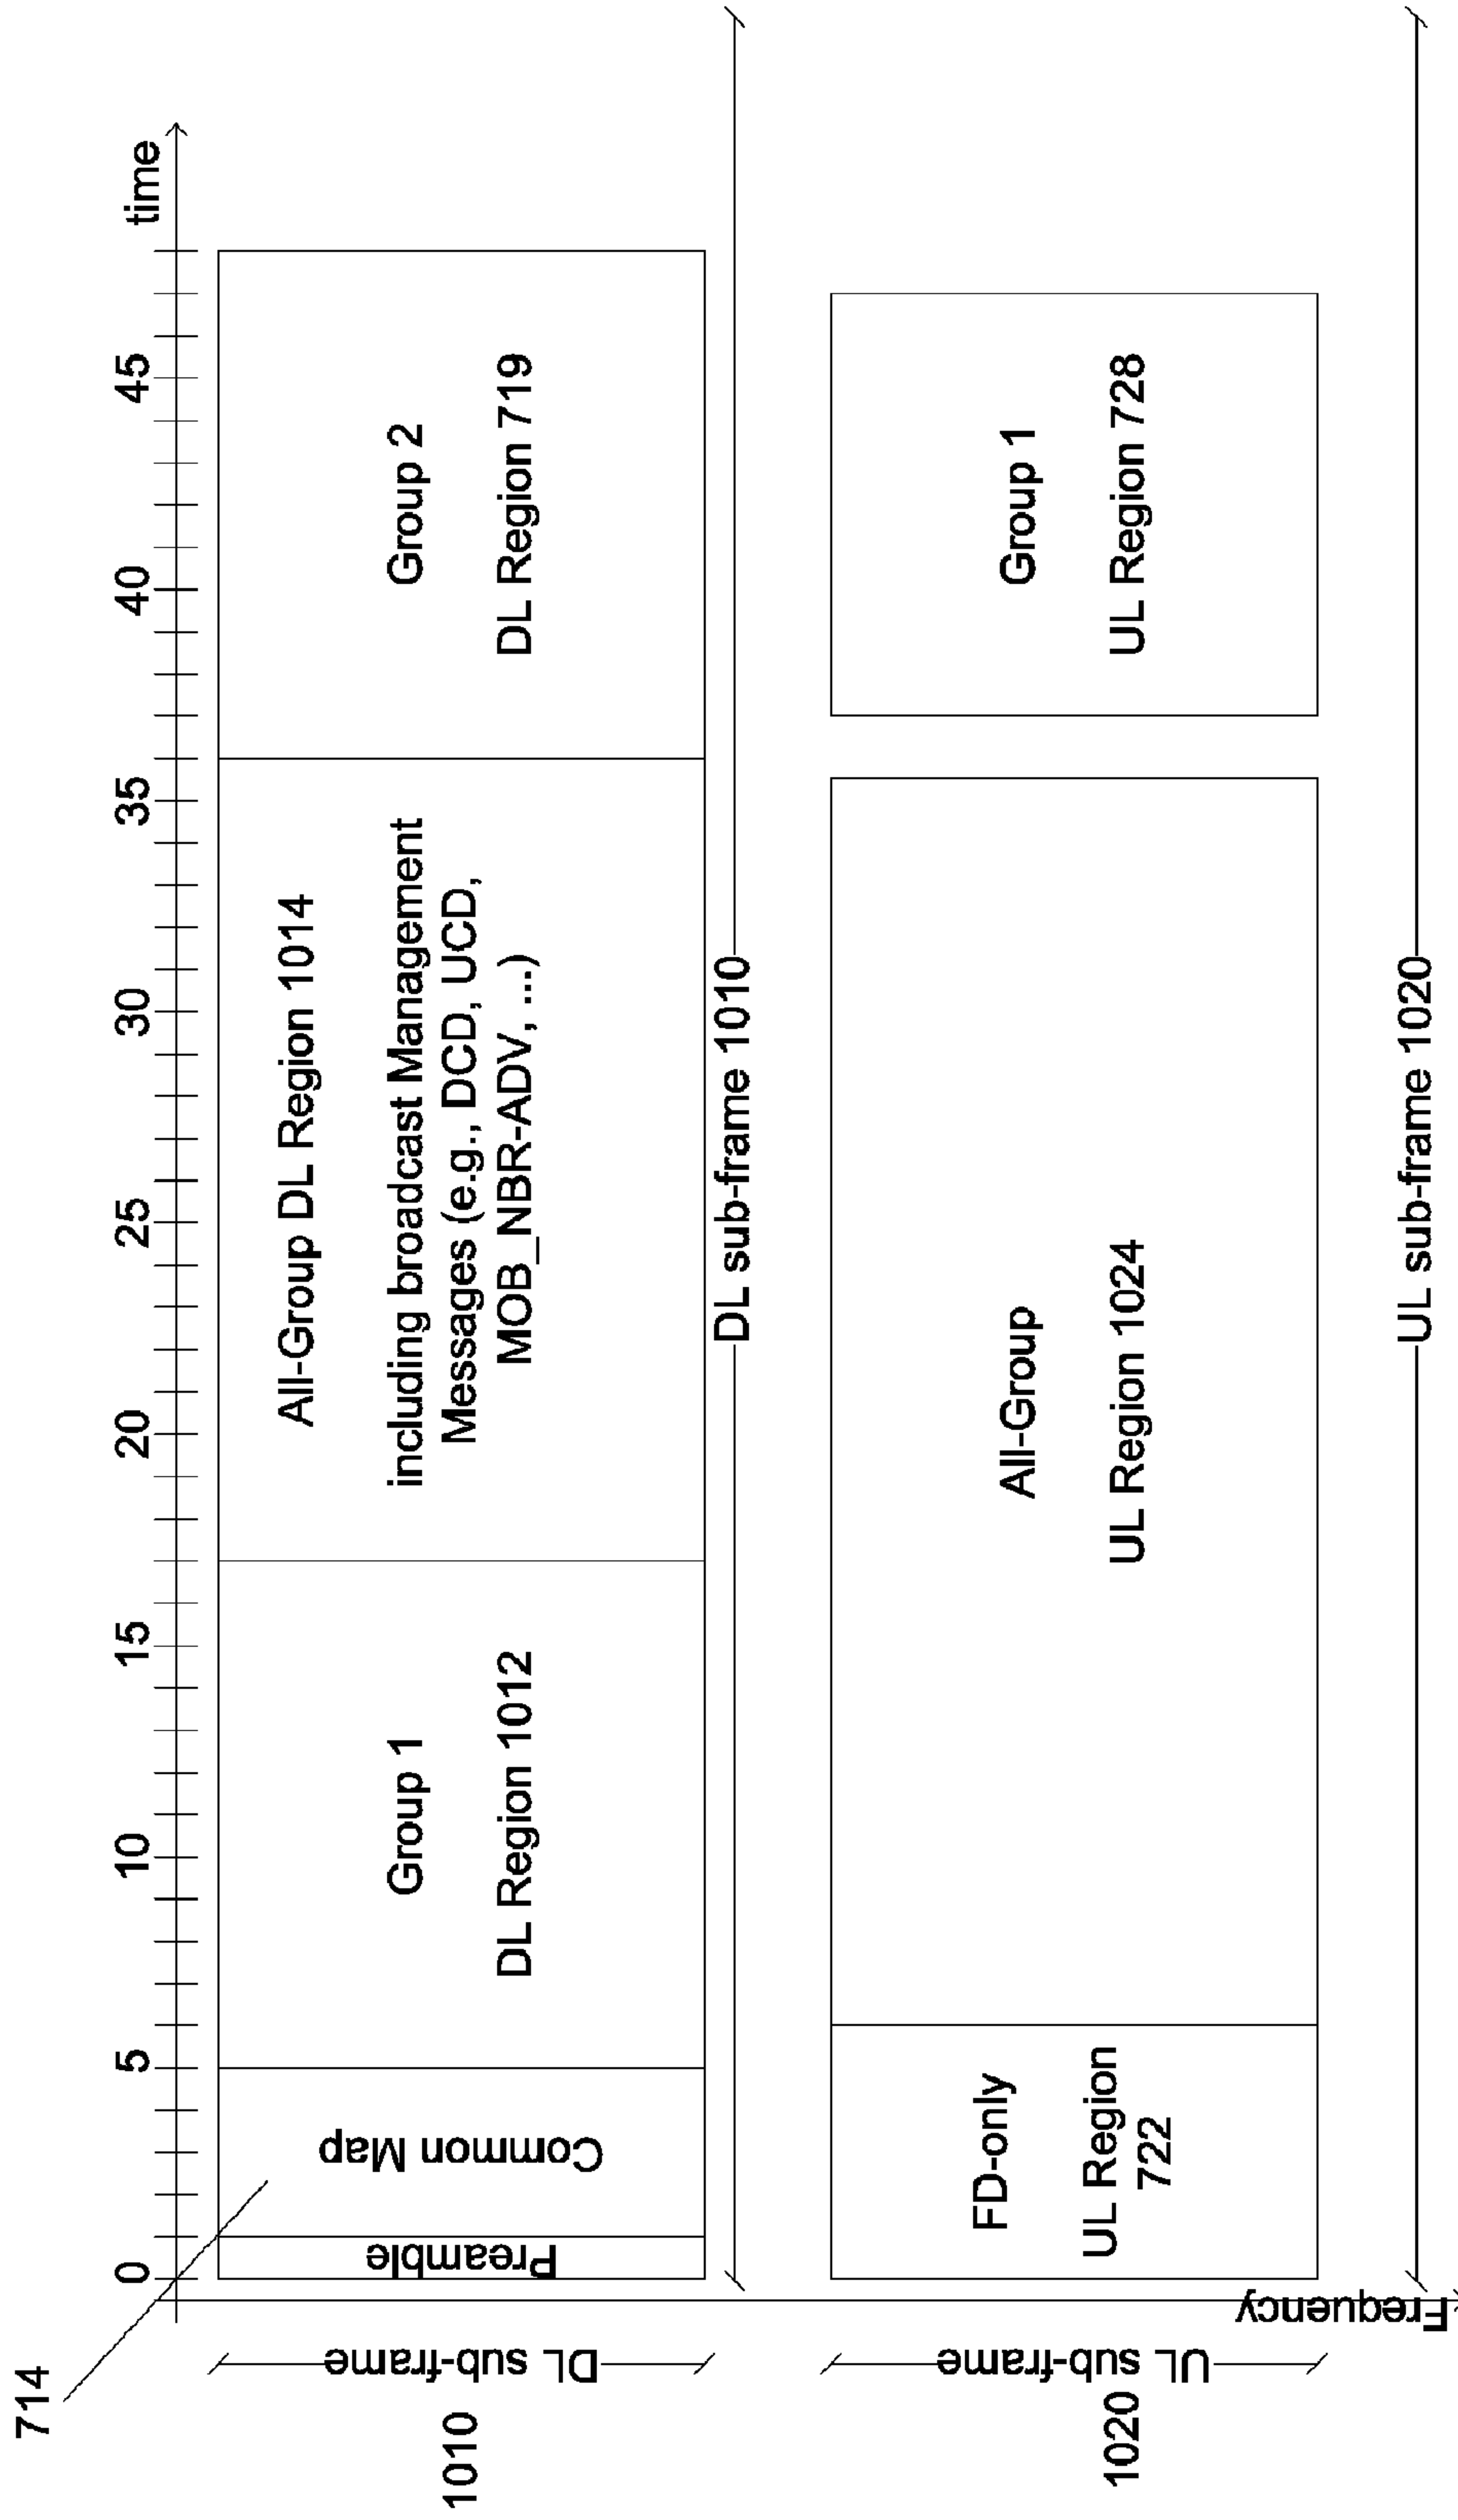 714
time
0 5 10 15 20 25 30 35 40 45
1010
DL sub-frame
Preamble
Common Map
Group 1
DL Region 1012
All-Group DL Region 1014
including broadcast Management
Messages (e.g., DCD, UCD,
MOB_NBR-ADV, ...)
Group 2
DL Region 719
DL sub-frame 1010
1020
UL sub-frame
FD-only
UL Region
722
All-Group
UL Region 1024
Group 1
UL Region 728
Frequency
UL sub-frame 1020